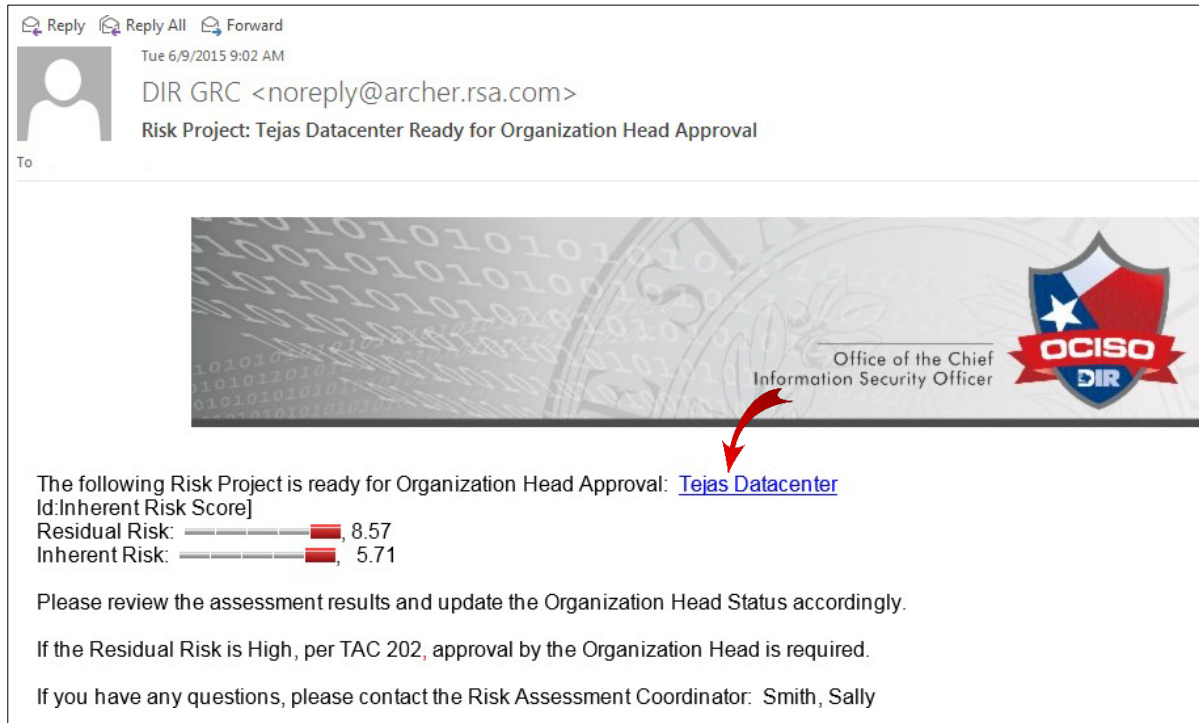 Reply Reply All Forward
Tue 6/9/2015 9:02 AM
DIR GRC <noreply@archer.rsa.com>
Risk Project: Tejas Datacenter Ready for Organization Head Approval
To
Office of the Chief
Information Security Officer
OCISO
DIR
The following Risk Project is ready for Organization Head Approval: Tejas Datacenter
Id:Inherent Risk Score]
Residual Risk: , 8.57
Inherent Risk: , 5.71
Please review the assessment results and update the Organization Head Status accordingly.
If the Residual Risk is High, per TAC 202, approval by the Organization Head is required.
If you have any questions, please contact the Risk Assessment Coordinator: Smith, Sally